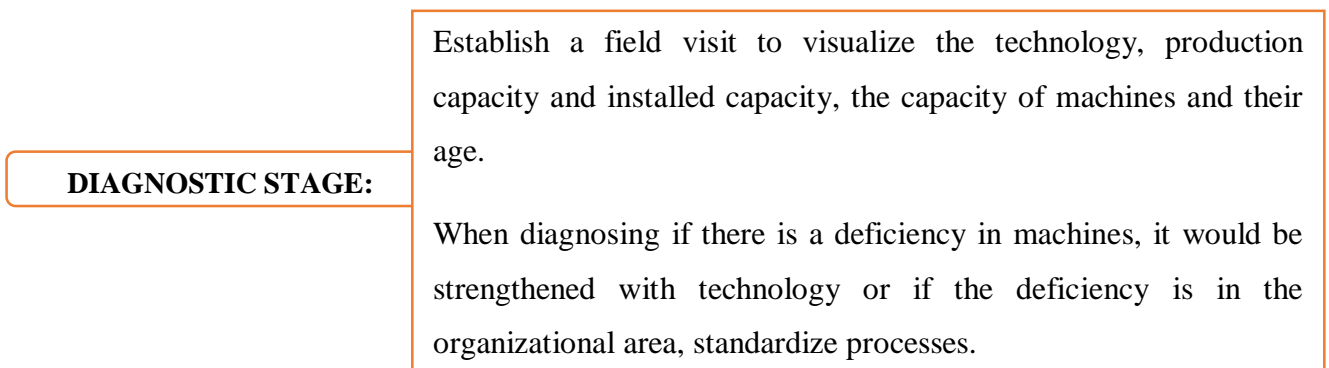 DIAGNOSTIC STAGE:
Establish a field visit to visualize the technology, production
capacity and installed capacity, the capacity of machines and their
age.
When diagnosing if there is a deficiency in machines, it would be
strengthened with technology or if the deficiency is in the
organizational area, standardize processes.